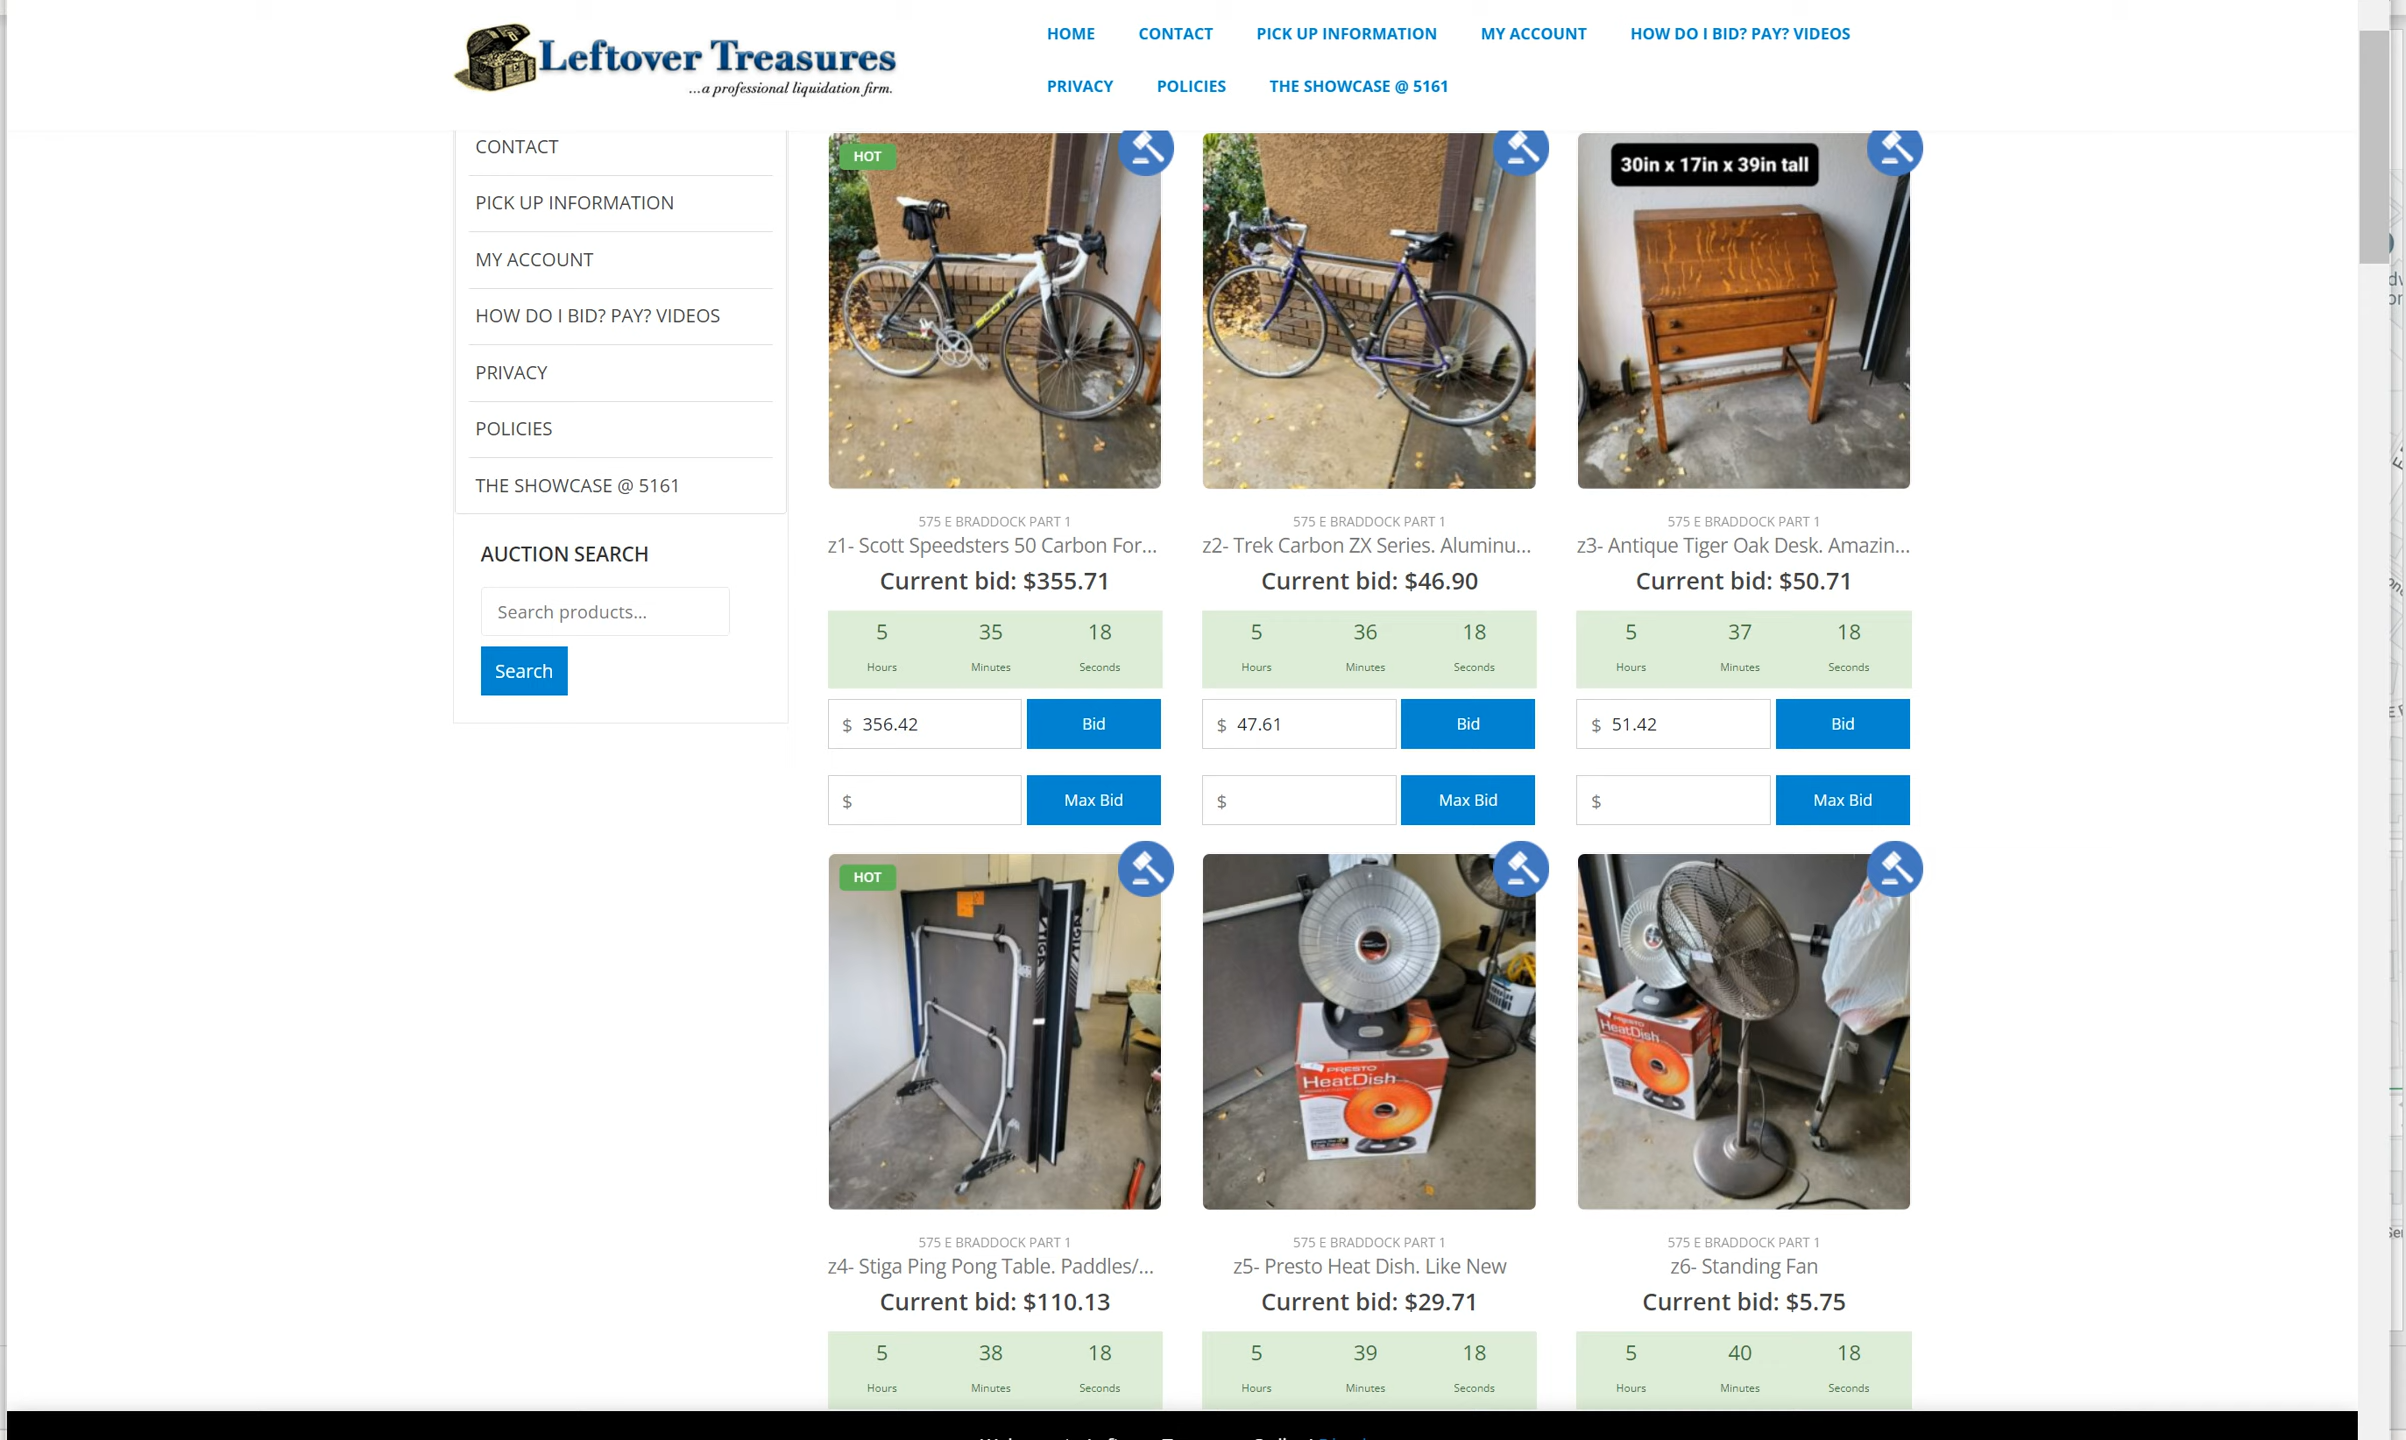 Leftover Treasures
...a professional liquidation firm.
HOME CONTACT PICK UP INFORMATION MY ACCOUNT HOW DO I BID? PAY? VIDEOS
PRIVACY POLICIES THE SHOWCASE @ 5161
CONTACT
PICK UP INFORMATION
MY ACCOUNT
HOW DO I BID? PAY? VIDEOS
PRIVACY
POLICIES
THE SHOWCASE @ 5161
AUCTION SEARCH
Search products...
Search
HOT
SCOTT
30in x 17in x 39in tall
575 E BRADDOCK PART 1
z1- Scott Speedsters 50 Carbon For...
Current bid: $355.71
5 35 18
Hours Minutes Seconds
$ 356.42 Bid
$ Max Bid
575 E BRADDOCK PART 1
z2- Trek Carbon ZX Series. Aluminu...
Current bid: $46.90
5 36 18
Hours Minutes Seconds
$ 47.61 Bid
$ Max Bid
575 E BRADDOCK PART 1
z3- Antique Tiger Oak Desk. Amazin...
Current bid: $50.71
5 37 18
Hours Minutes Seconds
$ 51.42 Bid
$ Max Bid
HOT
STIGA
PRESTO
HeatDish
PRESTO
HeatDish
575 E BRADDOCK PART 1
z4- Stiga Ping Pong Table. Paddles/...
Current bid: $110.13
5 38 18
Hours Minutes Seconds
575 E BRADDOCK PART 1
z5- Presto Heat Dish. Like New
Current bid: $29.71
5 39 18
Hours Minutes Seconds
575 E BRADDOCK PART 1
z6- Standing Fan
Current bid: $5.75
5 40 18
Hours Minutes Seconds